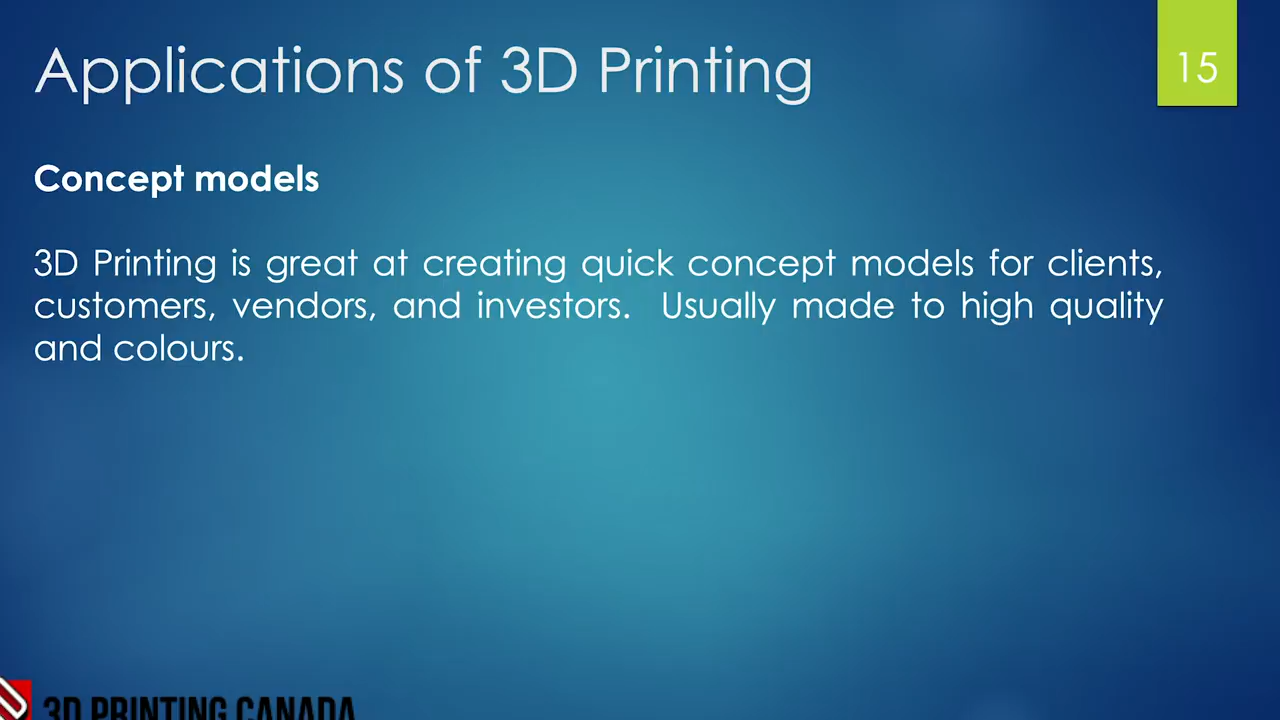 Applications of 3D Printing
15
Concept models
3D Printing is great at creating quick concept models for clients,
customers, vendors, and investors.  Usually made to high quality
and colours.
3D PRINTING CANADA